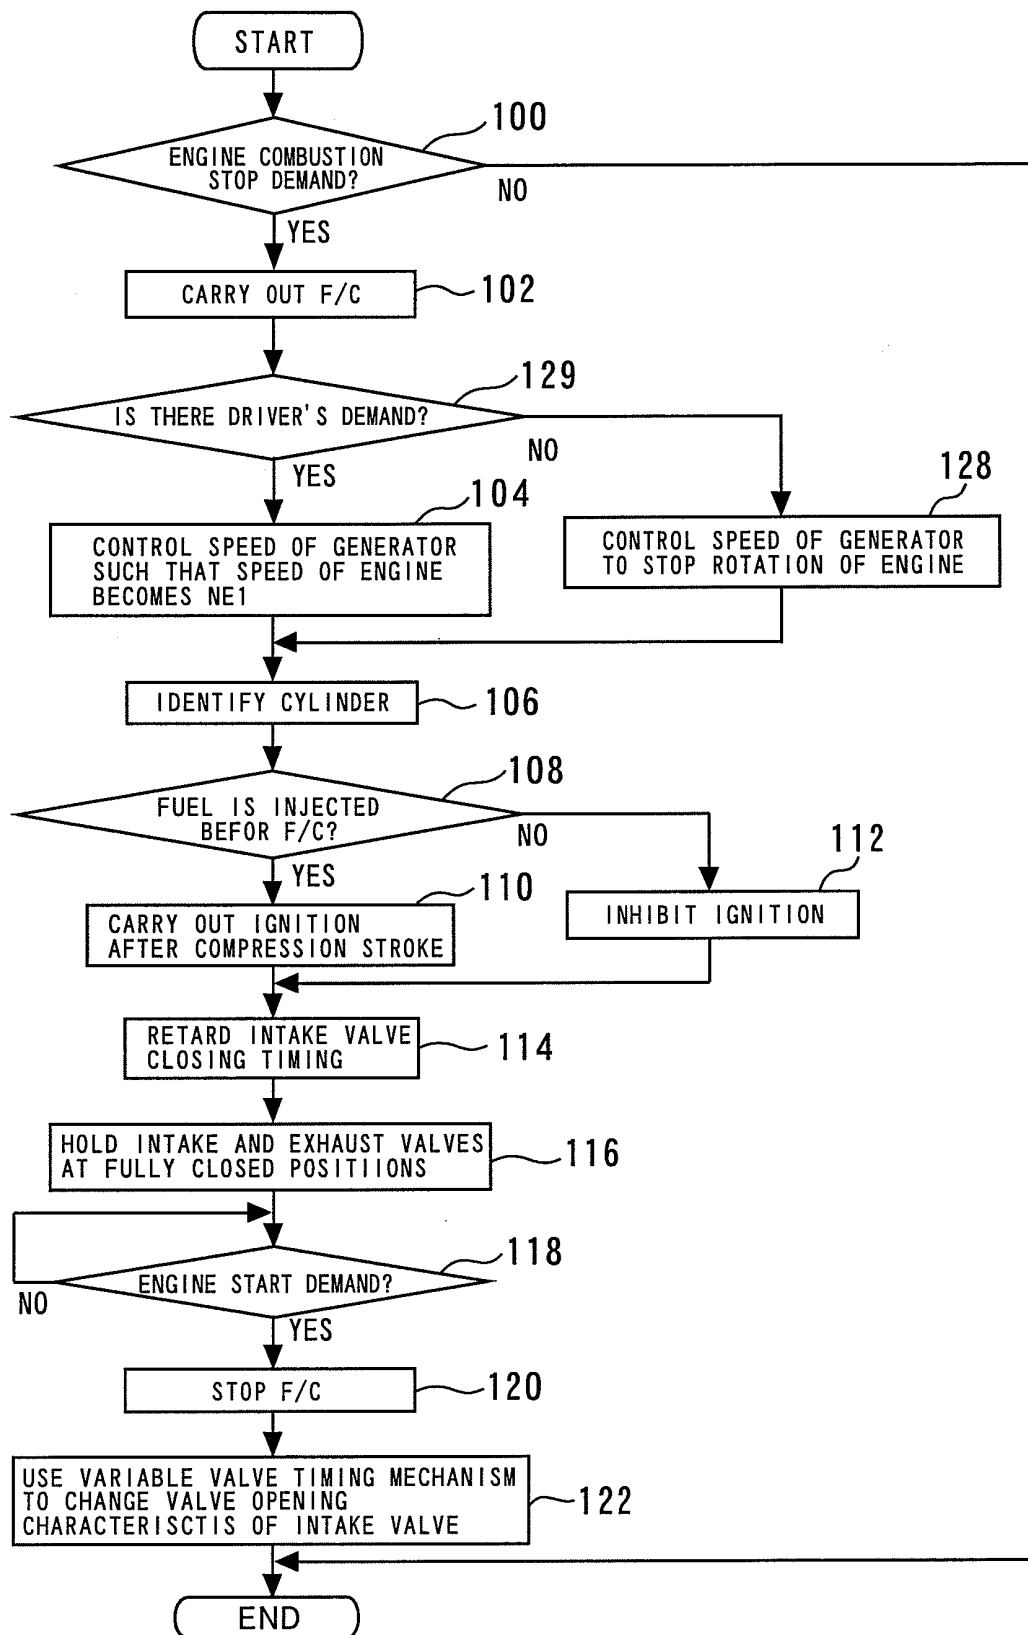 START
100
ENGINE COMBUSTION
STOP DEMAND?
NO
YES
CARRY OUT F/C
102
129
IS THERE DRIVER'S DEMAND?
NO
YES
104
128
CONTROL SPEED OF GENERATOR
SUCH THAT SPEED OF ENGINE
BECOMES NE1
CONTROL SPEED OF GENERATOR
TO STOP ROTATION OF ENGINE
IDENTIFY CYLINDER
106
108
FUEL IS INJECTED
BEFOR F/C?
NO
YES
110
112
CARRY OUT IGNITION
AFTER COMPRESSION STROKE
INHIBIT IGNITION
RETARD INTAKE VALVE
CLOSING TIMING
114
HOLD INTAKE AND EXHAUST VALVES
AT FULLY CLOSED POSITIIONS
116
118
ENGINE START DEMAND?
NO
YES
STOP F/C
120
USE VARIABLE VALVE TIMING MECHANISM
TO CHANGE VALVE OPENING
CHARACTERISCTIS OF INTAKE VALVE
122
END